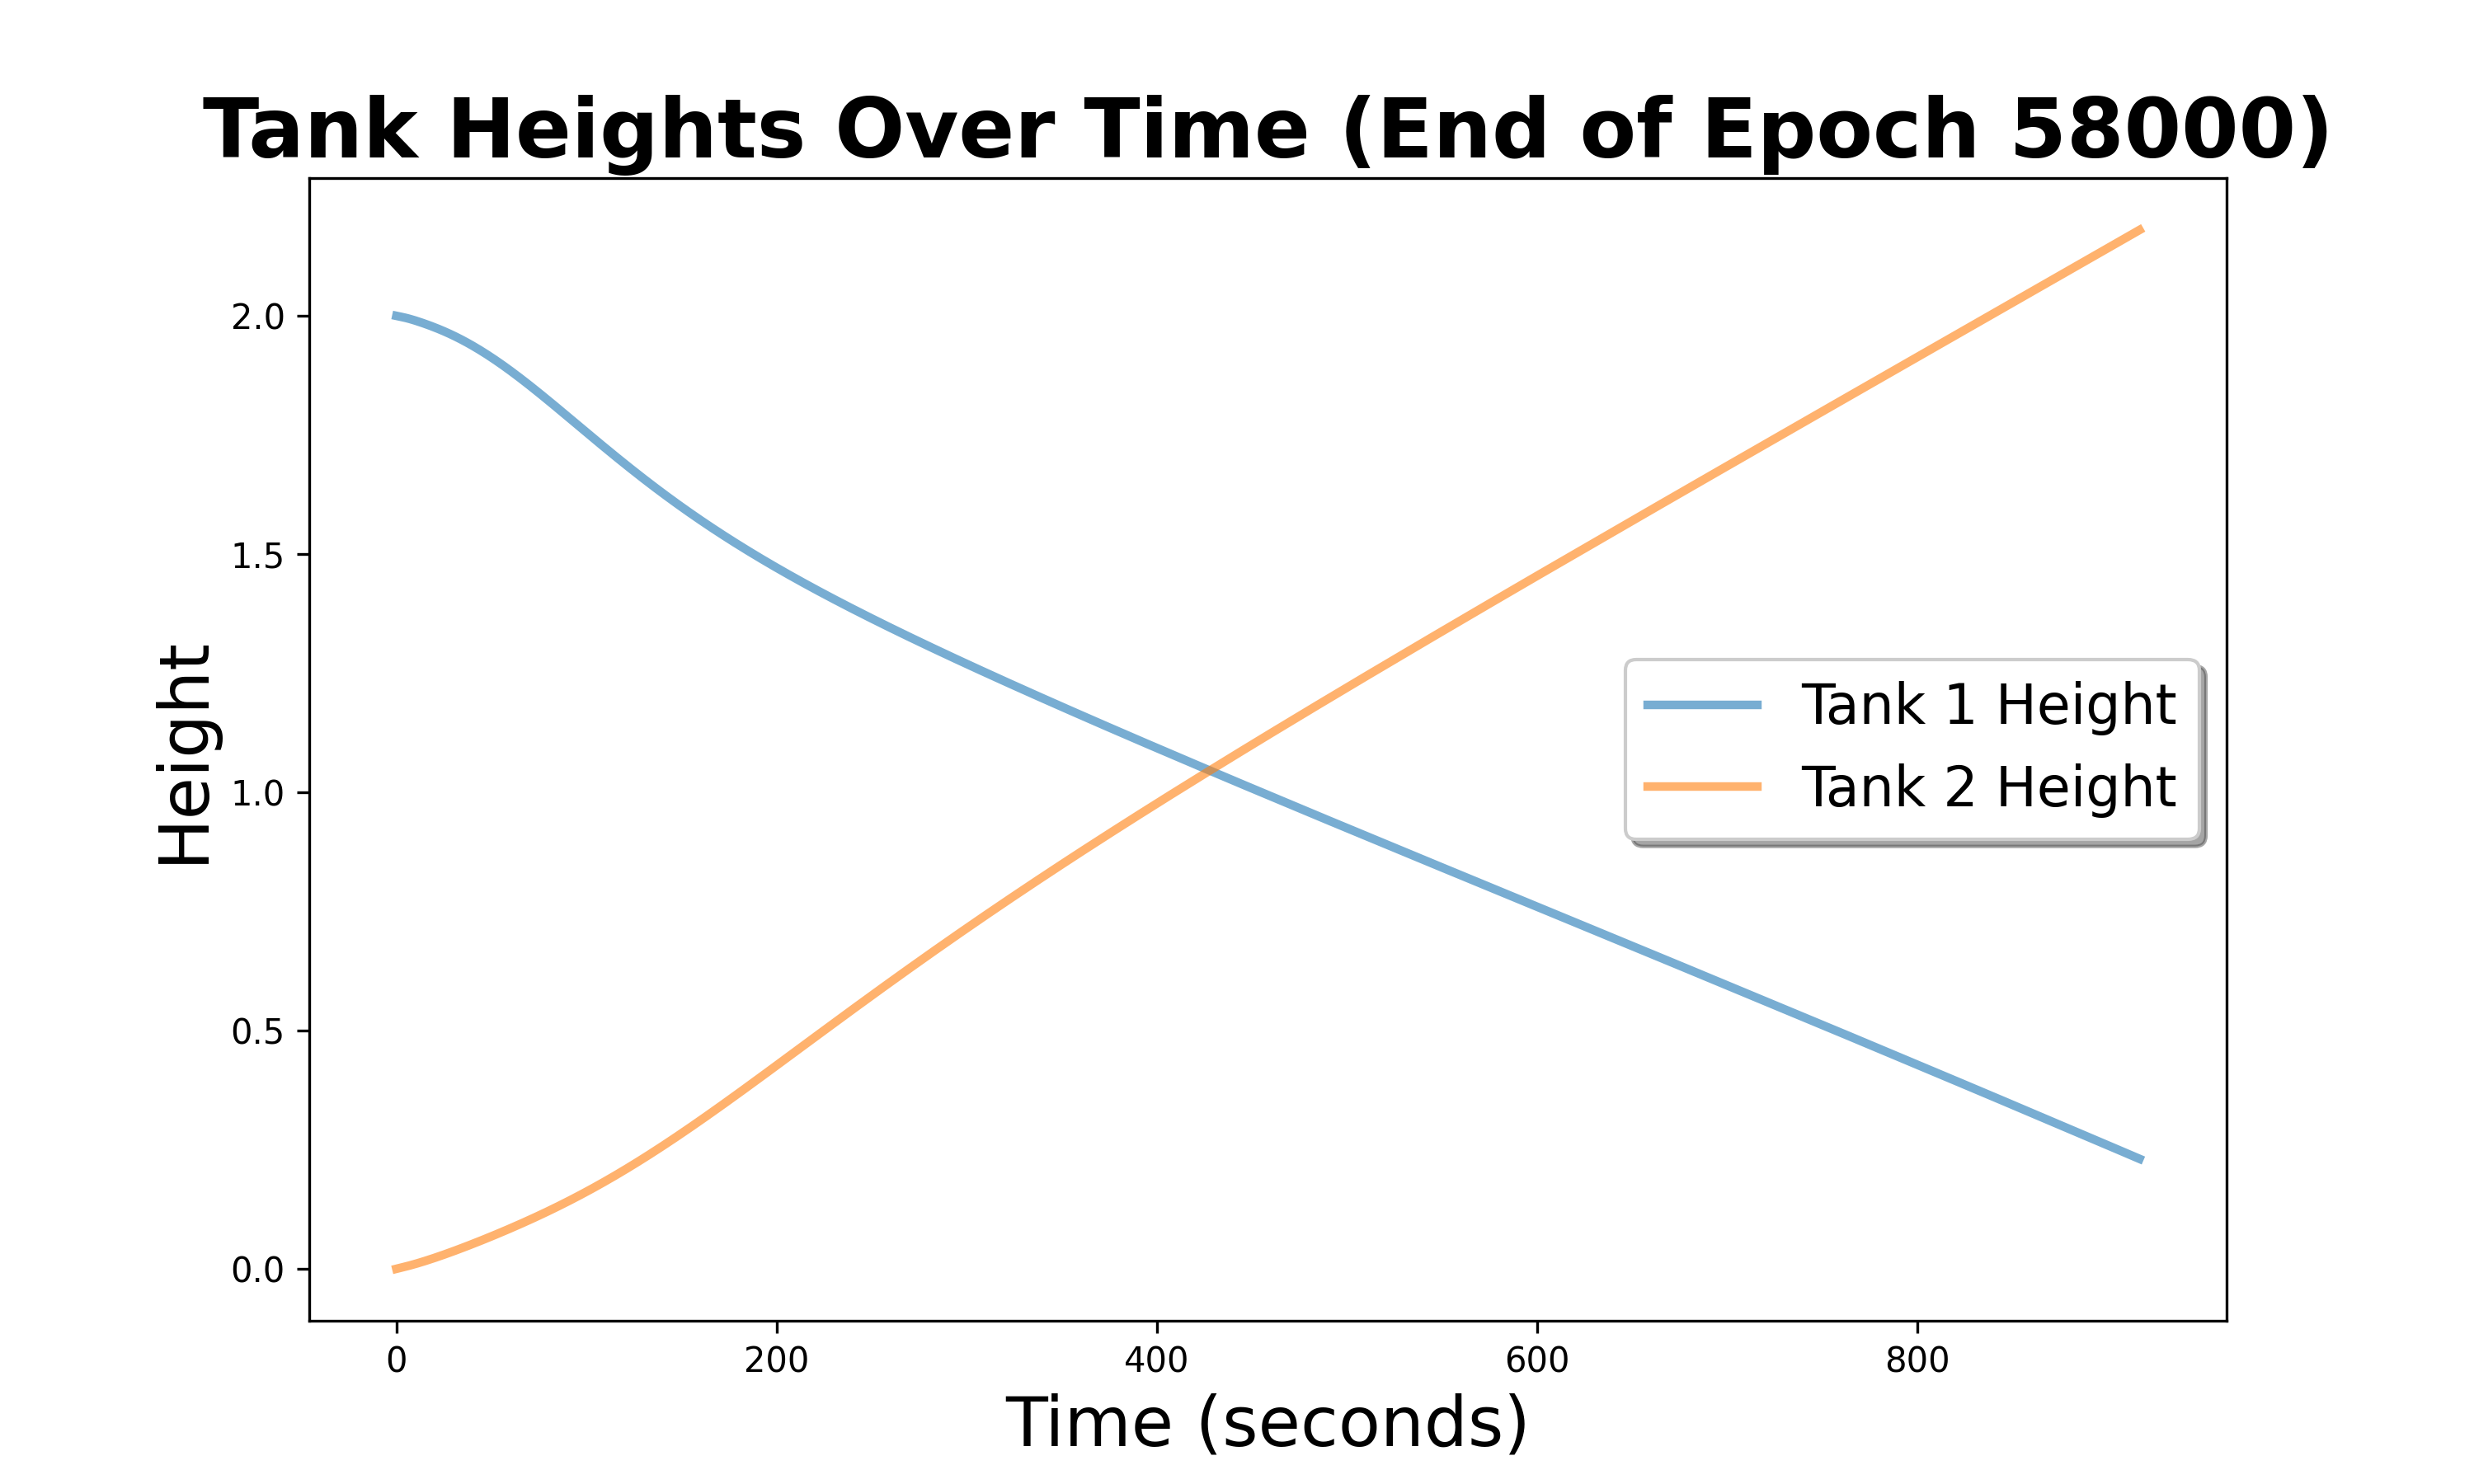 Tank Heights Over Time (End of Epoch 58000)
Height
2.0
1.5
1.0
0.5
0.0
Tank 1 Height
Tank 2 Height
0 200 400 600 800
Time (seconds)